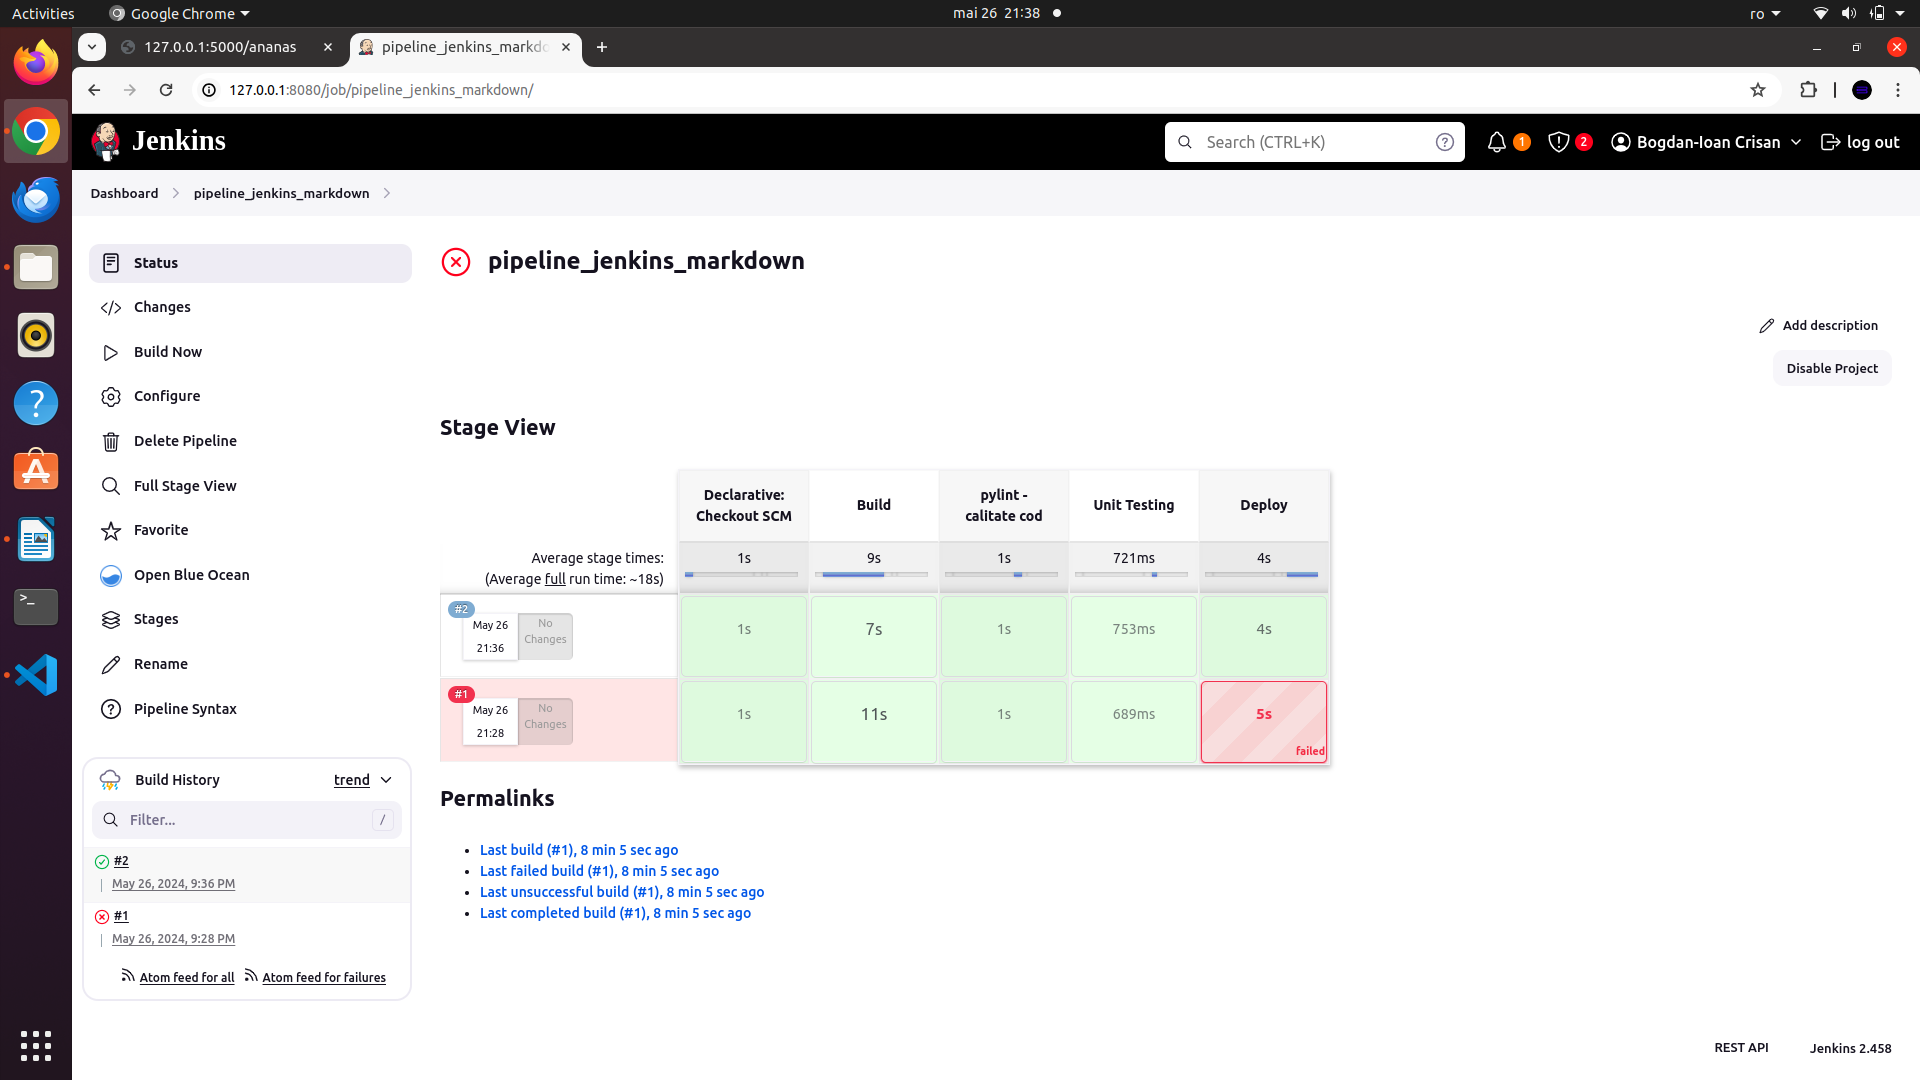 Activities
Google Chrome
mai 26 21:38
ro
127.0.0.1:5000/ananas
pipeline_jenkins_markdo
127.0.0.1:8080/job/pipeline_jenkins_markdown/
Jenkins
Search (CTRL+K)
1
2
Bogdan-Ioan Crisan
log out
Dashboard
pipeline_jenkins_markdown
Status
Changes
Build Now
Configure
Delete Pipeline
Full Stage View
Favorite
Open Blue Ocean
Stages
Rename
Pipeline Syntax
Build History
trend
Filter...
/
#2
May 26, 2024, 9:36 PM
#1
May 26, 2024, 9:28 PM
Atom feed for all
Atom feed for failures
pipeline_jenkins_markdown
Add description
Disable Project
Stage View
Declarative:
Checkout SCM
Build
pylint -
calitate cod
Unit Testing
Deploy
Average stage times:
(Average full run time: ~18s)
1s
9s
1s
721ms
4s
#2
May 26
21:36
No
Changes
1s
7s
1s
753ms
4s
#1
May 26
21:28
No
Changes
1s
11s
1s
689ms
5s
failed
Permalinks
Last build (#1), 8 min 5 sec ago
Last failed build (#1), 8 min 5 sec ago
Last unsuccessful build (#1), 8 min 5 sec ago
Last completed build (#1), 8 min 5 sec ago
REST API
Jenkins 2.458